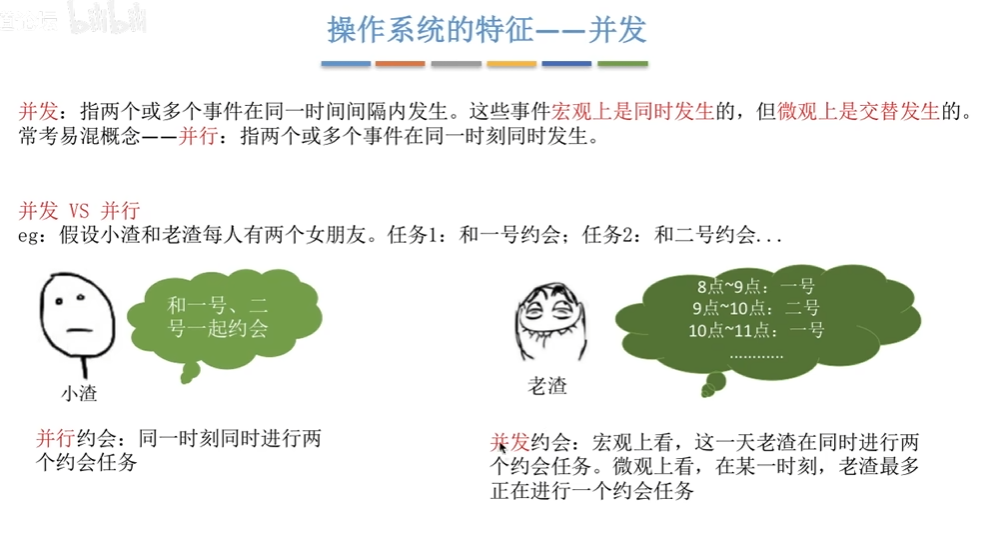 bilibili
操作系统的特征——并发
并发：指两个或多个事件在同一时间间隔内发生。这些事件宏观上是同时发生的，但微观上是交替发生的。
常考易混概念——并行：指两个或多个事件在同一时刻同时发生。
并发 VS 并行
eg：假设小渣和老渣每人有两个女朋友。任务1：和一号约会；任务2：和二号约会...
和一号、二
号一起约会
小渣
并行约会：同一时刻同时进行两
个约会任务
8点~9点：一号
9点~10点：二号
10点~11点：一号
............
老渣
并发约会：宏观上看，这一天老渣在同时进行两
个约会任务。微观上看，在某一时刻，老渣最多
正在进行一个约会任务